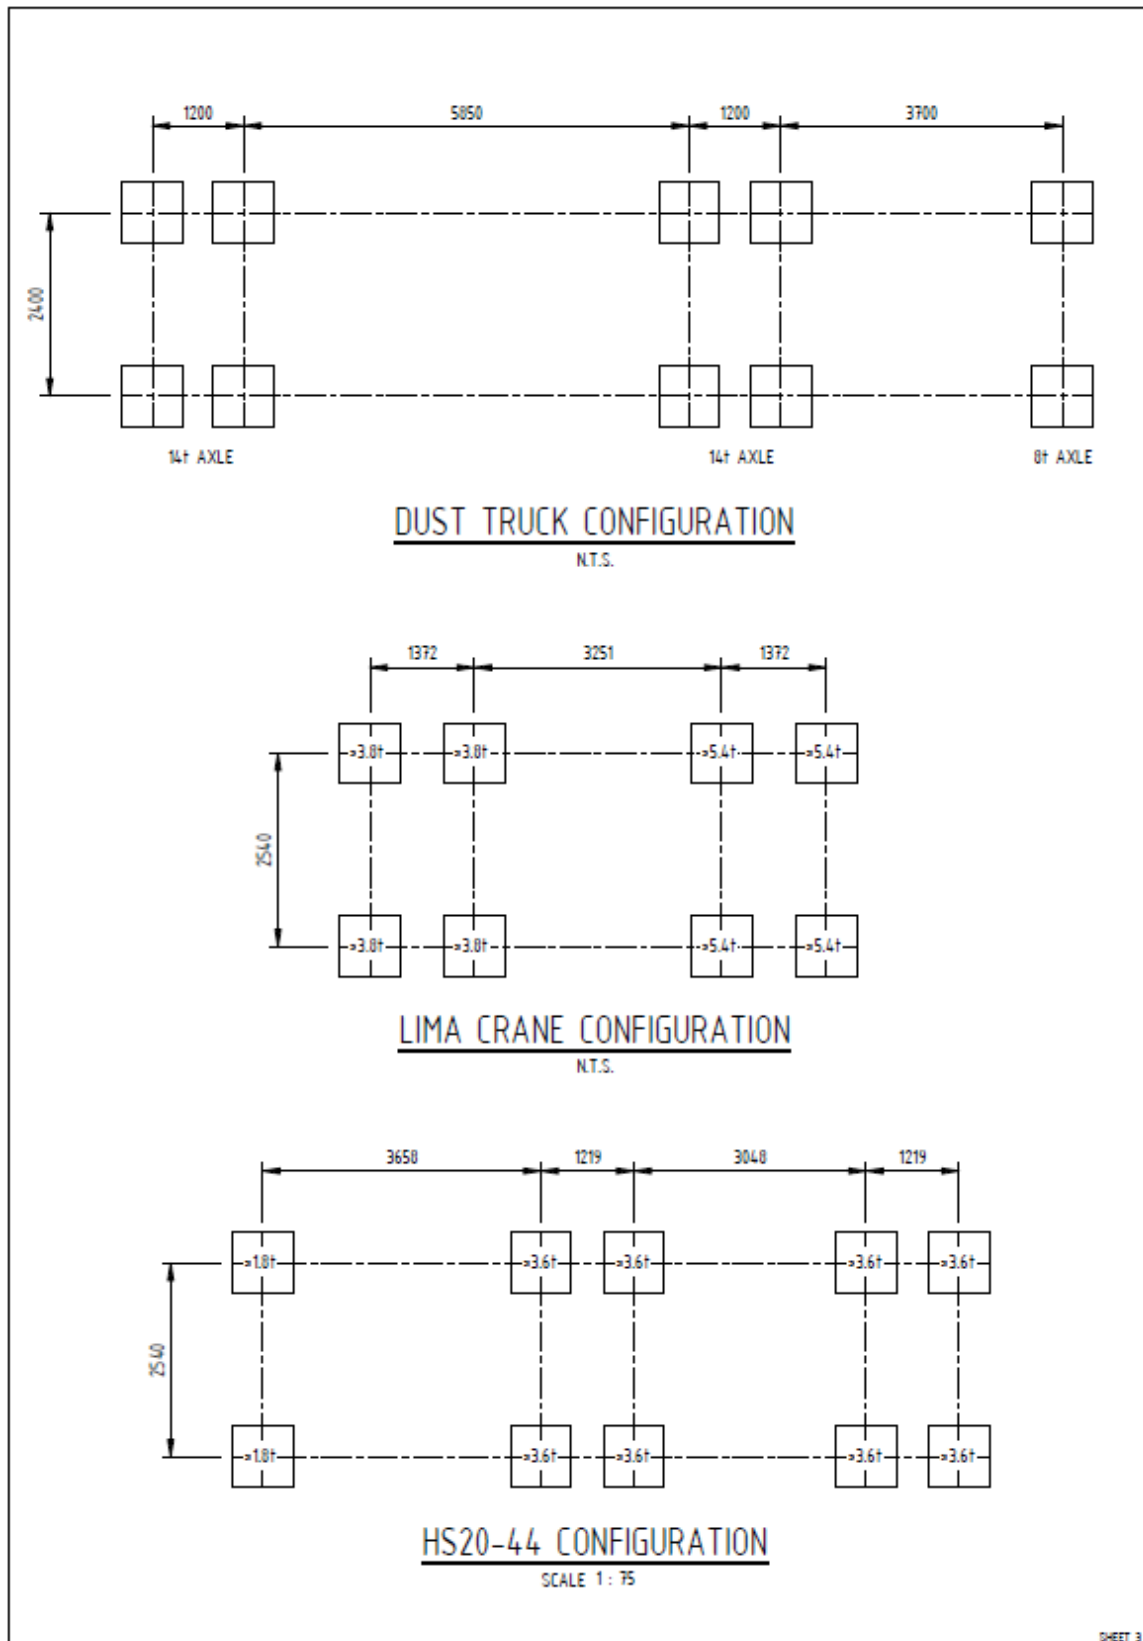 1200 5850 1200 3700
2400
14t AXLE 14t AXLE 8t AXLE
DUST TRUCK CONFIGURATION
N.T.S.
1372 3251 1372
≈3.8t ≈3.8t ≈5.4t ≈5.4t
2540
≈3.8t ≈3.8t ≈5.4t ≈5.4t
LIMA CRANE CONFIGURATION
N.T.S.
3658 1219 3048 1219
≈1.8t ≈3.6t ≈3.6t ≈3.6t ≈3.6t
2540
≈1.8t ≈3.6t ≈3.6t ≈3.6t ≈3.6t
HS20-44 CONFIGURATION
SCALE 1 : 75
SHEET 3